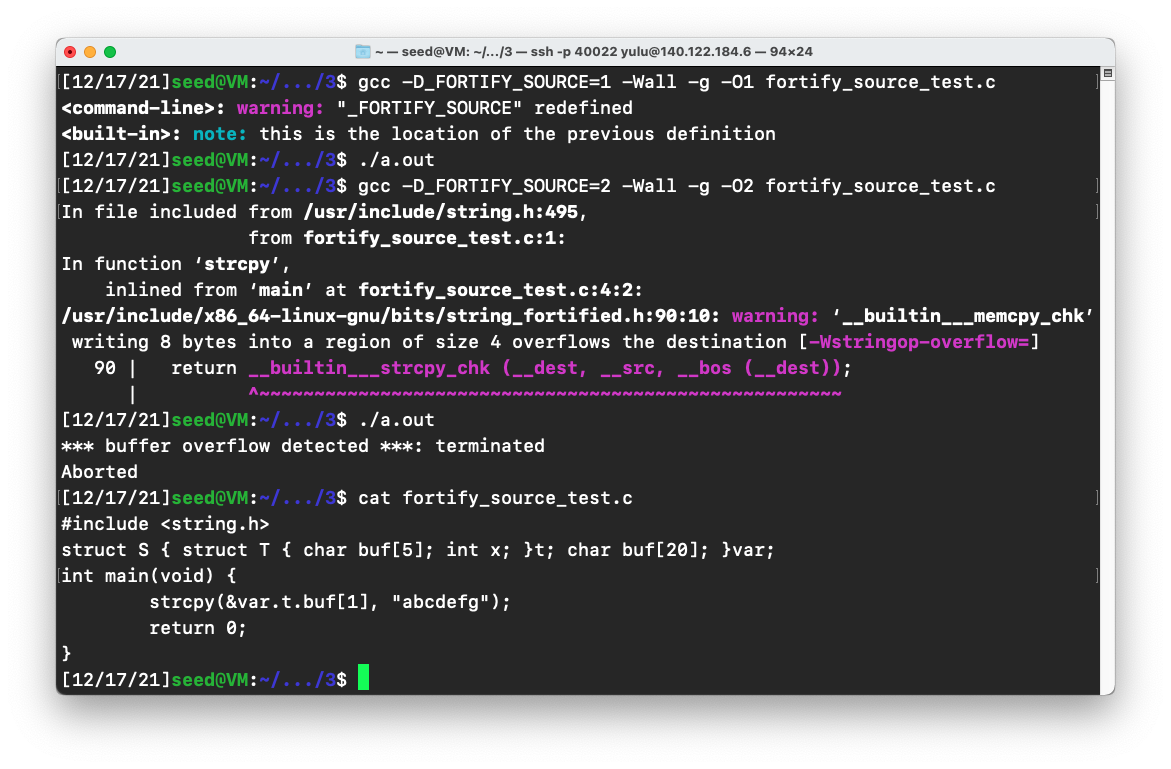 ~ — seed@VM: ~/.../3 — ssh -p 40022 yulu@140.122.184.6 — 94×24
[[12/17/21]seed@VM:~/.../3$ gcc -D_FORTIFY_SOURCE=1 -Wall -g -O1 fortify_source_test.c ]
<command-line>: warning: "_FORTIFY_SOURCE" redefined
<built-in>: note: this is the location of the previous definition
[12/17/21]seed@VM:~/.../3$ ./a.out
[[12/17/21]seed@VM:~/.../3$ gcc -D_FORTIFY_SOURCE=2 -Wall -g -O2 fortify_source_test.c ]
[In file included from /usr/include/string.h:495, ]
                 from fortify_source_test.c:1:
In function ‘strcpy’,
    inlined from ‘main’ at fortify_source_test.c:4:2:
/usr/include/x86_64-linux-gnu/bits/string_fortified.h:90:10: warning: ‘__builtin___memcpy_chk’
 writing 8 bytes into a region of size 4 overflows the destination [-Wstringop-overflow=]
   90 |   return __builtin___strcpy_chk (__dest, __src, __bos (__dest));
      |          ^~~~~~~~~~~~~~~~~~~~~~~~~~~~~~~~~~~~~~~~~~~~~~~~~~~~~~
[12/17/21]seed@VM:~/.../3$ ./a.out
*** buffer overflow detected ***: terminated
Aborted
[[12/17/21]seed@VM:~/.../3$ cat fortify_source_test.c ]
#include <string.h>
struct S { struct T { char buf[5]; int x; }t; char buf[20]; }var;
[int main(void) { ]
        strcpy(&var.t.buf[1], "abcdefg");
        return 0;
}
[12/17/21]seed@VM:~/.../3$